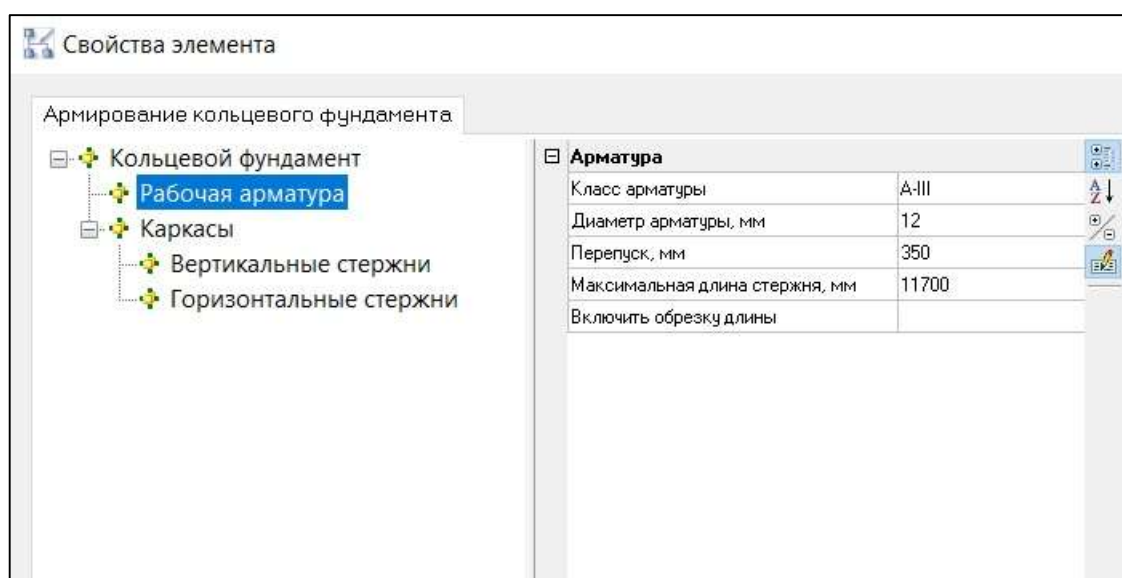 Свойства элемента
Армирование кольцевого фундамента
Кольцевой фундамент
Рабочая арматура
Каркасы
Вертикальные стержни
Горизонтальные стержни
Арматура
Класс арматуры A-III
Диаметр арматуры, мм 12
Перепуск, мм 350
Максимальная длина стержня, мм 11700
Включить обрезку длины